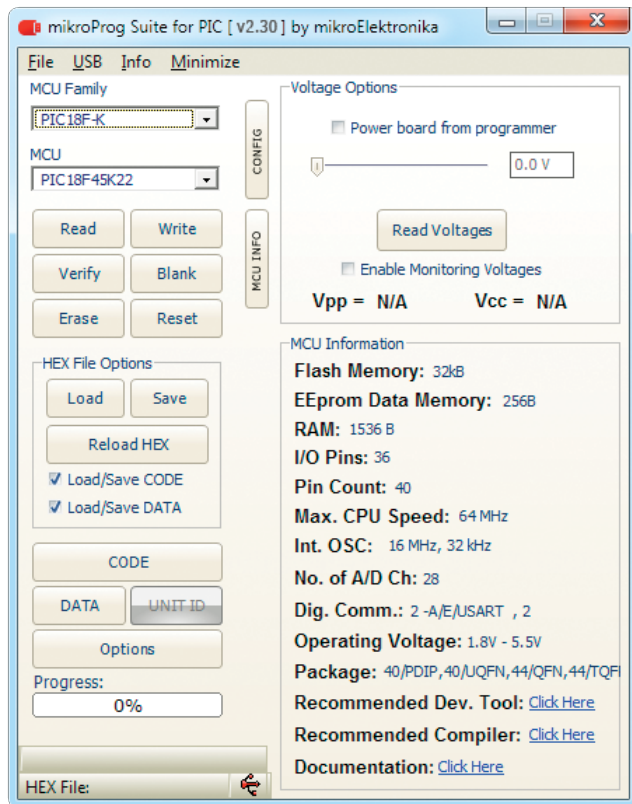 mikroProg Suite for PIC [ v2.30 ] by mikroElektronika
File USB Info Minimize
MCU Family
PIC18F-K
MCU
PIC18F45K22
Read Write
Verify Blank
Erase Reset
HEX File Options
Load Save
Reload HEX
Load/Save CODE
Load/Save DATA
CODE
DATA UNIT ID
Options
Progress:
0%
HEX File:
CONFIG
MCU INFO
Voltage Options
Power board from programmer
0.0 V
Read Voltages
Enable Monitoring Voltages
Vpp = N/A Vcc = N/A
MCU Information
Flash Memory: 32kB
EEprom Data Memory: 256B
RAM: 1536 B
I/O Pins: 36
Pin Count: 40
Max. CPU Speed: 64 MHz
Int. OSC: 16 MHz, 32 kHz
No. of A/D Ch: 28
Dig. Comm.: 2 -A/E/USART , 2
Operating Voltage: 1.8V - 5.5V
Package: 40/PDIP,40/UQFN,44/QFN,
Recommended Dev. Tool: Click Here
Recommended Compiler: Click Here
Documentation: Click Here